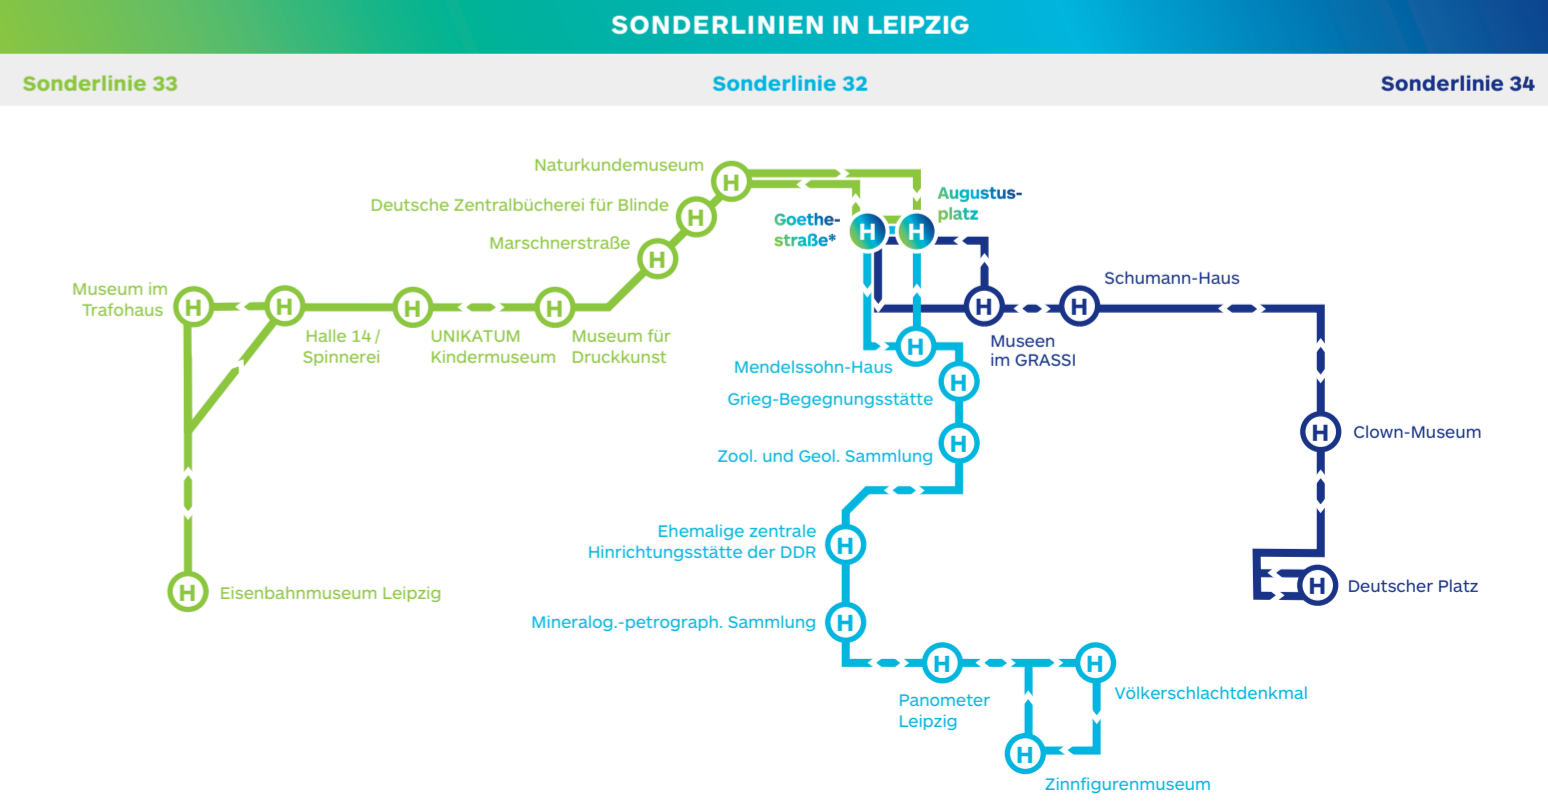 SONDERLINIEN IN LEIPZIG
Sonderlinie 33
Sonderlinie 32
Sonderlinie 34
Naturkundemuseum
H
Deutsche Zentralbücherei für Blinde
H
Marschnerstraße
H
Goethe-
straße*
H
H
Augustus-
platz
Museum im
Trafohaus
H
H
Halle 14 /
Spinnerei
H
UNIKATUM
Kindermuseum
H
Museum für
Druckkunst
H
Museen
im GRASSI
H
Schumann-Haus
Mendelssohn-Haus
H
Grieg-Begegnungsstätte
H
Zool. und Geol. Sammlung
H
H
Clown-Museum
Ehemalige zentrale
Hinrichtungsstätte der DDR
H
H
Eisenbahnmuseum Leipzig
H
Deutscher Platz
Mineralog.-petrograph. Sammlung
H
H
Panometer
Leipzig
H
Völkerschlachtdenkmal
H
Zinnfigurenmuseum